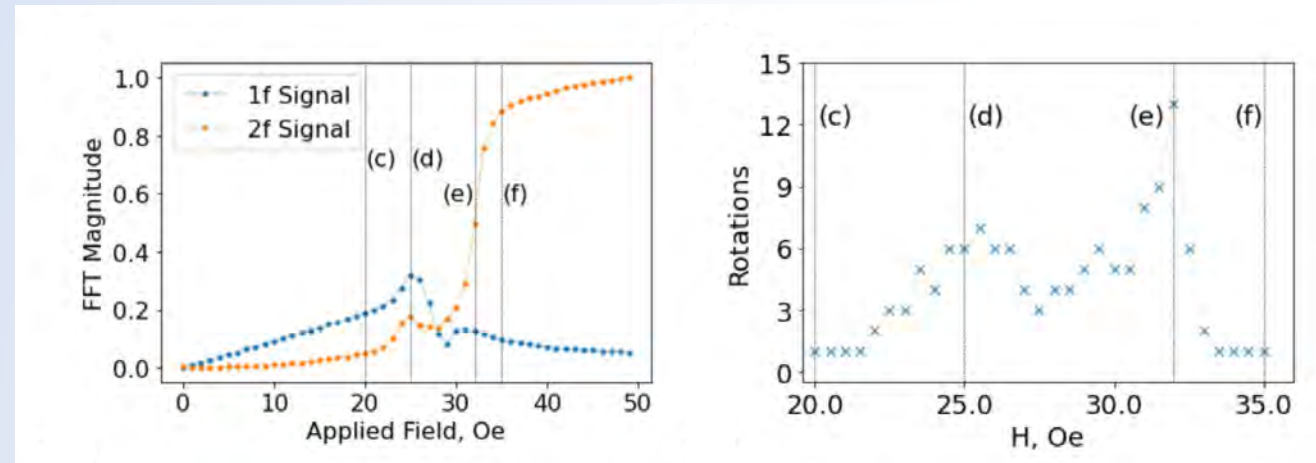 1.0
0.8
0.6
0.4
0.2
0.0
FFT Magnitude
1f Signal
2f Signal
(c)
(d)
(e)
(f)
0
10
20
30
40
50
Applied Field, Oe
15
12
9
6
3
0
Rotations
(c)
(d)
(e)
(f)
20.0
25.0
30.0
35.0
H, Oe